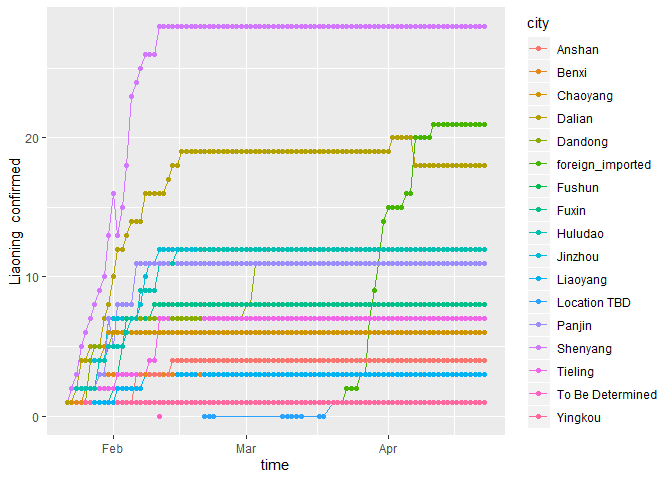 city
Anshan
Benxi
Chaoyang
Dalian
Dandong
foreign_imported
Fushun
Fuxin
Huludao
Jinzhou
Liaoyang
Location TBD
Panjin
Shenyang
Tieling
To Be Determined
Yingkou
Liaoning confirmed
20
10
0
Feb Mar Apr
time